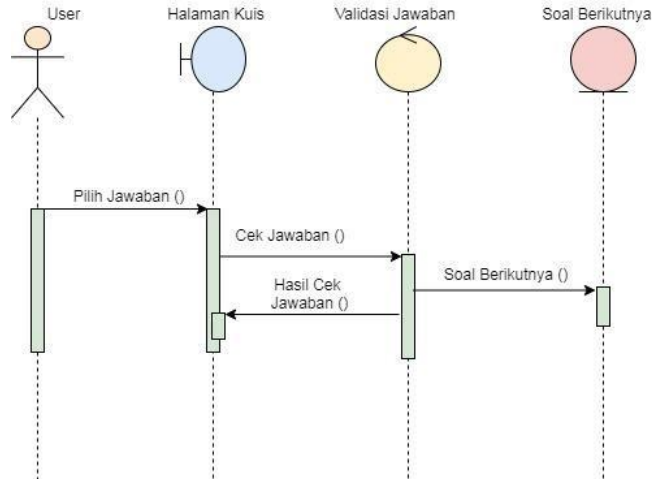 User
Halaman Kuis
Validasi Jawaban
Soal Berikutnya
Pilih Jawaban ()
Cek Jawaban ()
Soal Berikutnya ()
Hasil Cek
Jawaban ()